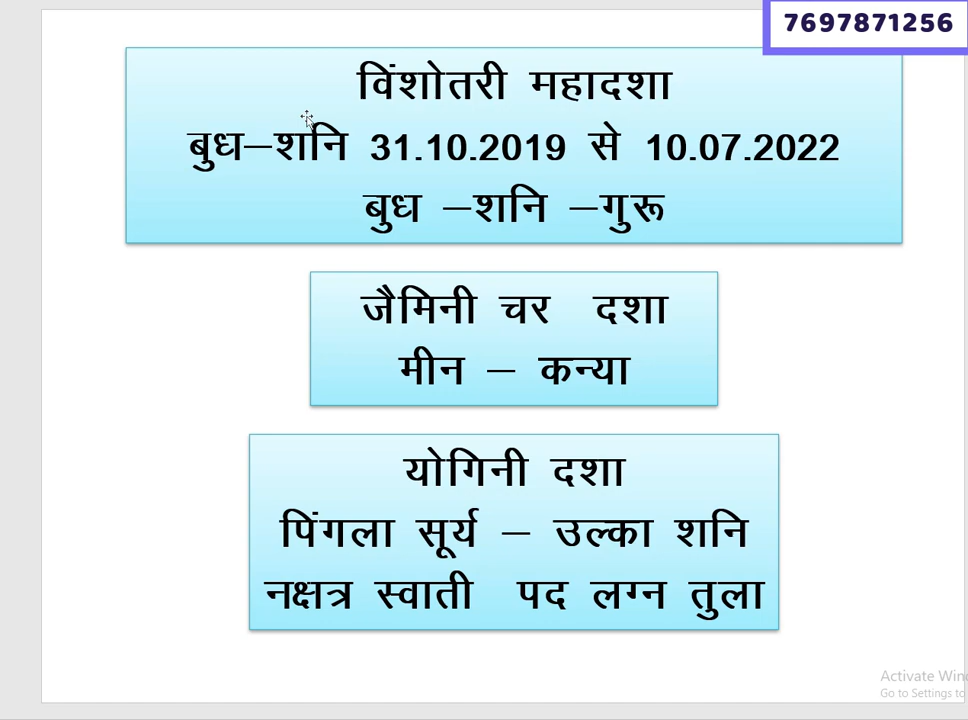 7697871256
विंशोतरी महादशा
बुध–शनि 31.10.2019 से 10.07.2022
बुध –शनि –गुरू
जैमिनी चर दशा
मीन – कन्या
योगिनी दशा
पिंगला सूर्य – उल्का शनि
नक्षत्र स्वाती पद लग्न तुला
Activate Win
Go to Settings to